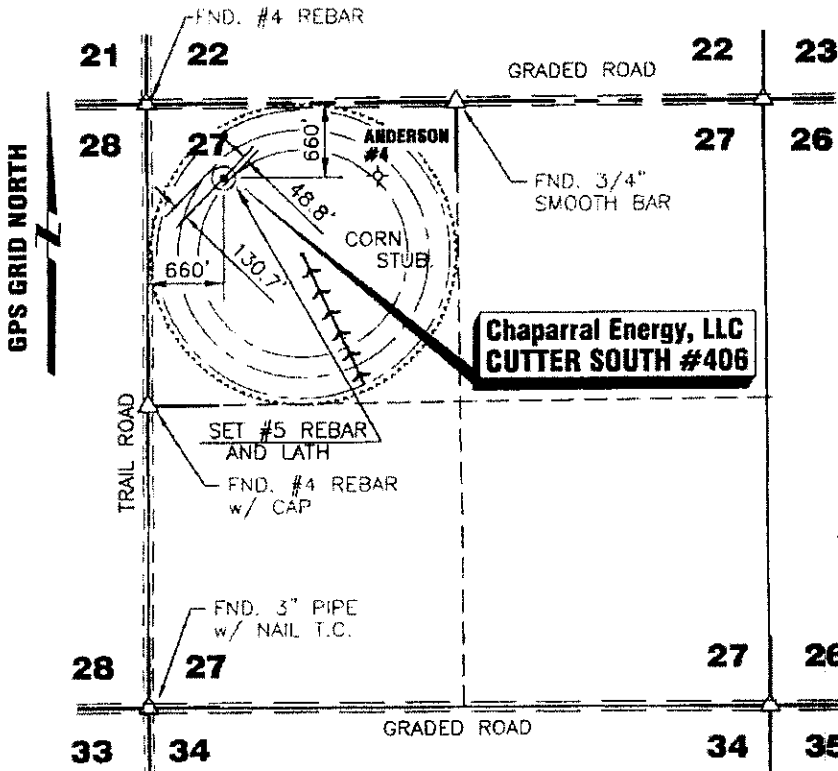 FND. #4 REBAR
21 22
22 23
GRADED ROAD
28 27
27 26
660'
ANDERSON
#4
FND. 3/4"
SMOOTH BAR
48.8'
CORN
STUB.
130.7'
660'
GPS GRID NORTH
Chaparral Energy, LLC
CUTTER SOUTH #406
SET #5 REBAR
AND LATH
TRAIL ROAD
FND. #4 REBAR
w/ CAP
FND. 3" PIPE
w/ NAIL T.C.
28 27
27 26
GRADED ROAD
33 34
34 35